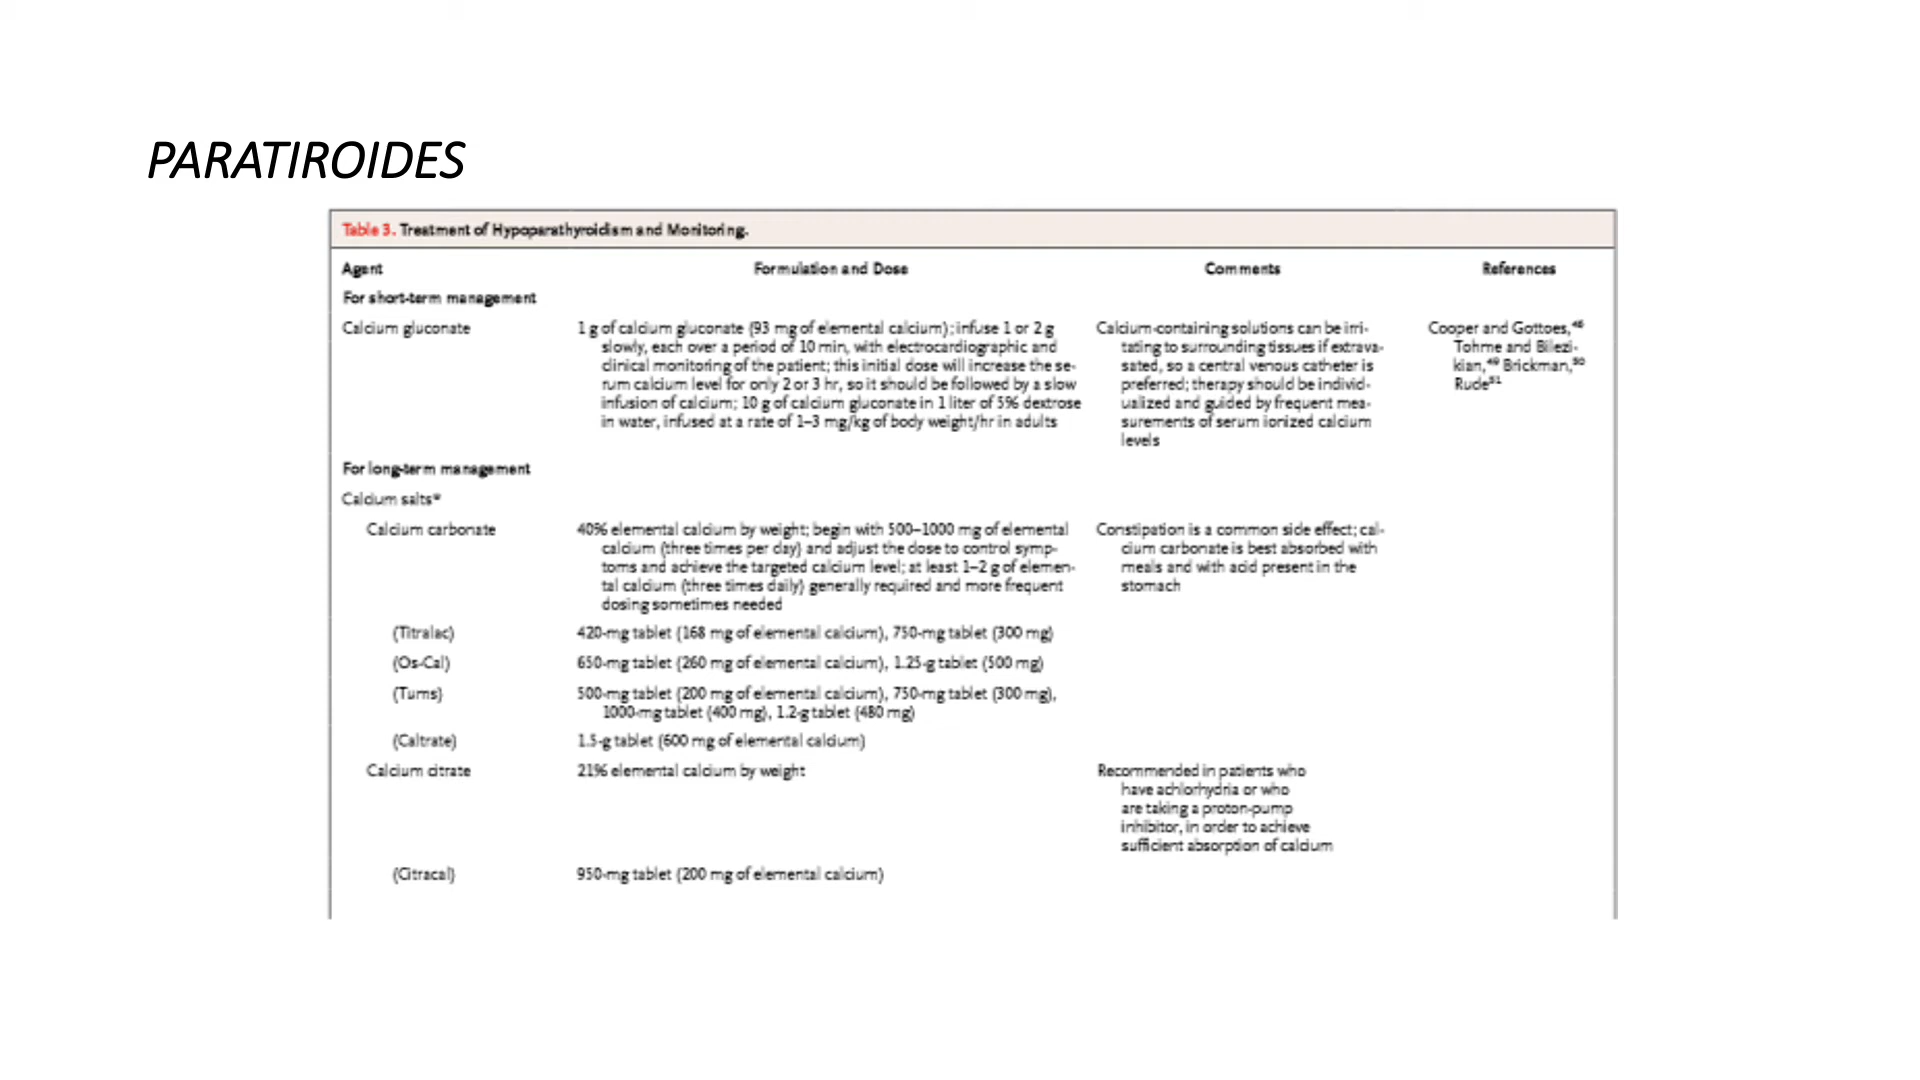 PARATIROIDES
Table 3. Treatment of Hypoparathyroidism and Monitoring.
Agent Formulation and Dose Comments References
For short-term management
Calcium gluconate
1 g of calcium gluconate (93 mg of elemental calcium); infuse 1 or 2 g
slowly, each over a period of 10 min, with electrocardiographic and
clinical monitoring of the patient; this initial dose will increase the se-
rum calcium level for only 2 or 3 hr, so it should be followed by a slow
infusion of calcium; 10 g of calcium gluconate in 1 liter of 5% dextrose
in water, infused at a rate of 1–3 mg/kg of body weight/hr in adults
Calcium-containing solutions can be irri-
tating to surrounding tissues if extrava-
sated, so a central venous catheter is
preferred; therapy should be individ-
ualized and guided by frequent mea-
surements of serum ionized calcium
levels
Cooper and Gottoes,48
Tohme and Bilezi-
kian,49 Brickman,50
Rude51
For long-term management
Calcium salts*
Calcium carbonate
40% elemental calcium by weight; begin with 500–1000 mg of elemental
calcium (three times per day) and adjust the dose to control symp-
toms and achieve the targeted calcium level; at least 1–2 g of elemen-
tal calcium (three times daily) generally required and more frequent
dosing sometimes needed
Constipation is a common side effect; cal-
cium carbonate is best absorbed with
meals and with acid present in the
stomach
(Titralac) 420-mg tablet (168 mg of elemental calcium), 750-mg tablet (300 mg)
(Os-Cal) 650-mg tablet (260 mg of elemental calcium), 1.25-g tablet (500 mg)
(Tums) 500-mg tablet (200 mg of elemental calcium), 750-mg tablet (300 mg),
1000-mg tablet (400 mg), 1.2-g tablet (480 mg)
(Caltrate) 1.5-g tablet (600 mg of elemental calcium)
Calcium citrate 21% elemental calcium by weight
Recommended in patients who
have achlorhydria or who
are taking a proton-pump
inhibitor, in order to achieve
sufficient absorption of calcium
(Citracal) 950-mg tablet (200 mg of elemental calcium)